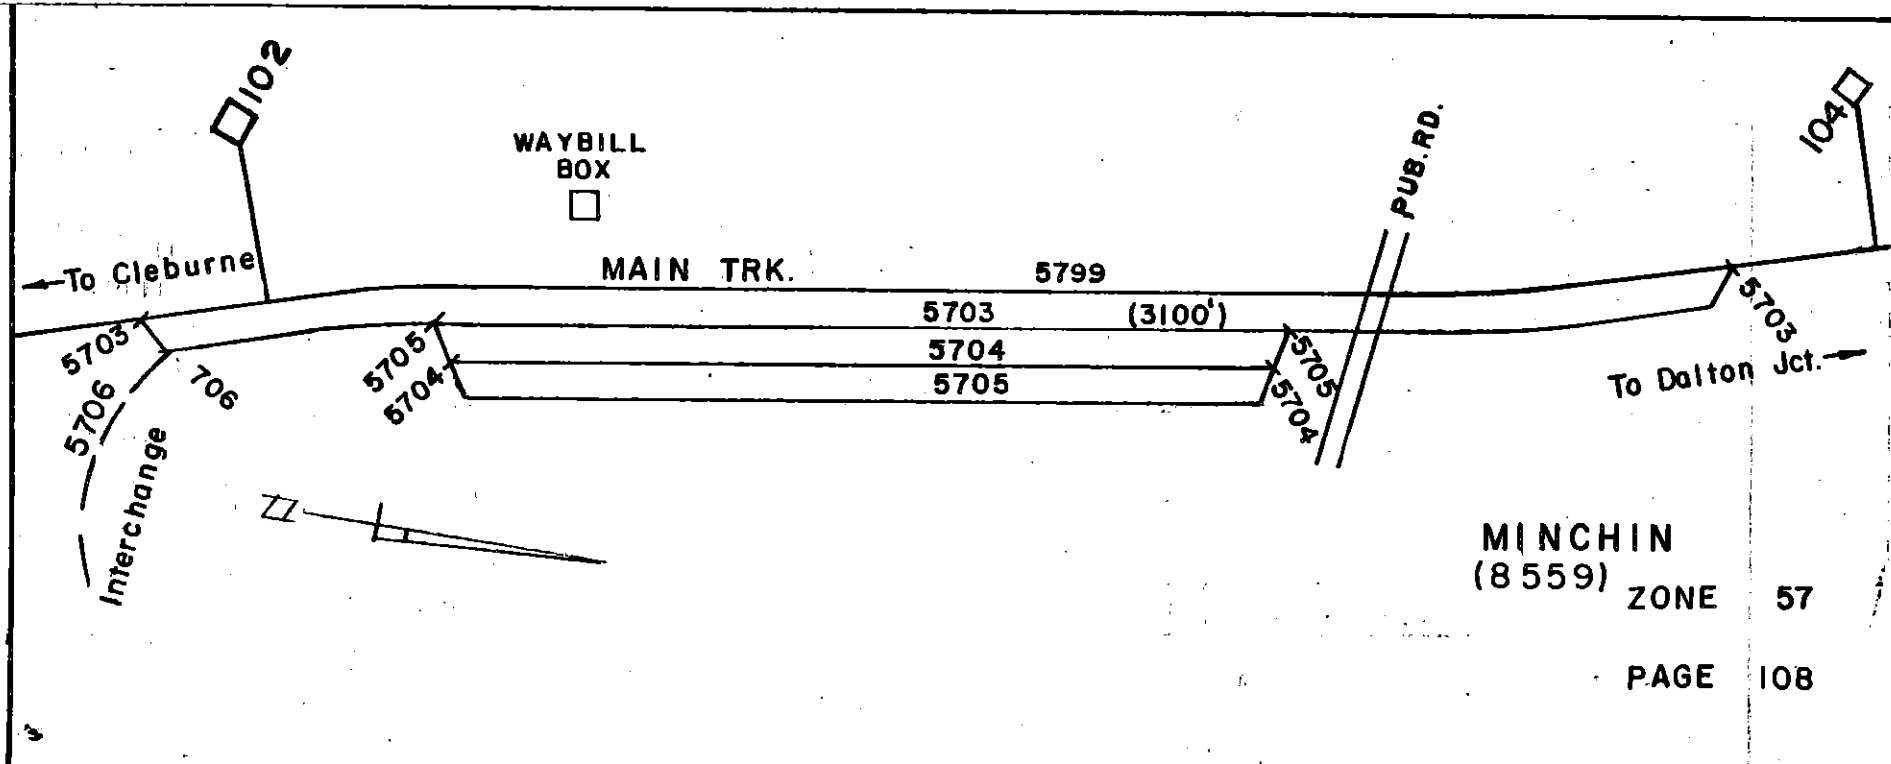 102
104
WAYBILL
BOX
PUB. RD.
To Cleburne
MAIN TRK.
5799
5703
(3100')
5703
5703
5705
5704
5705
5704
5705
5704
5706
706
Interchange
To Dalton Jct.
MINCHIN
(8559)
ZONE 57
PAGE 108